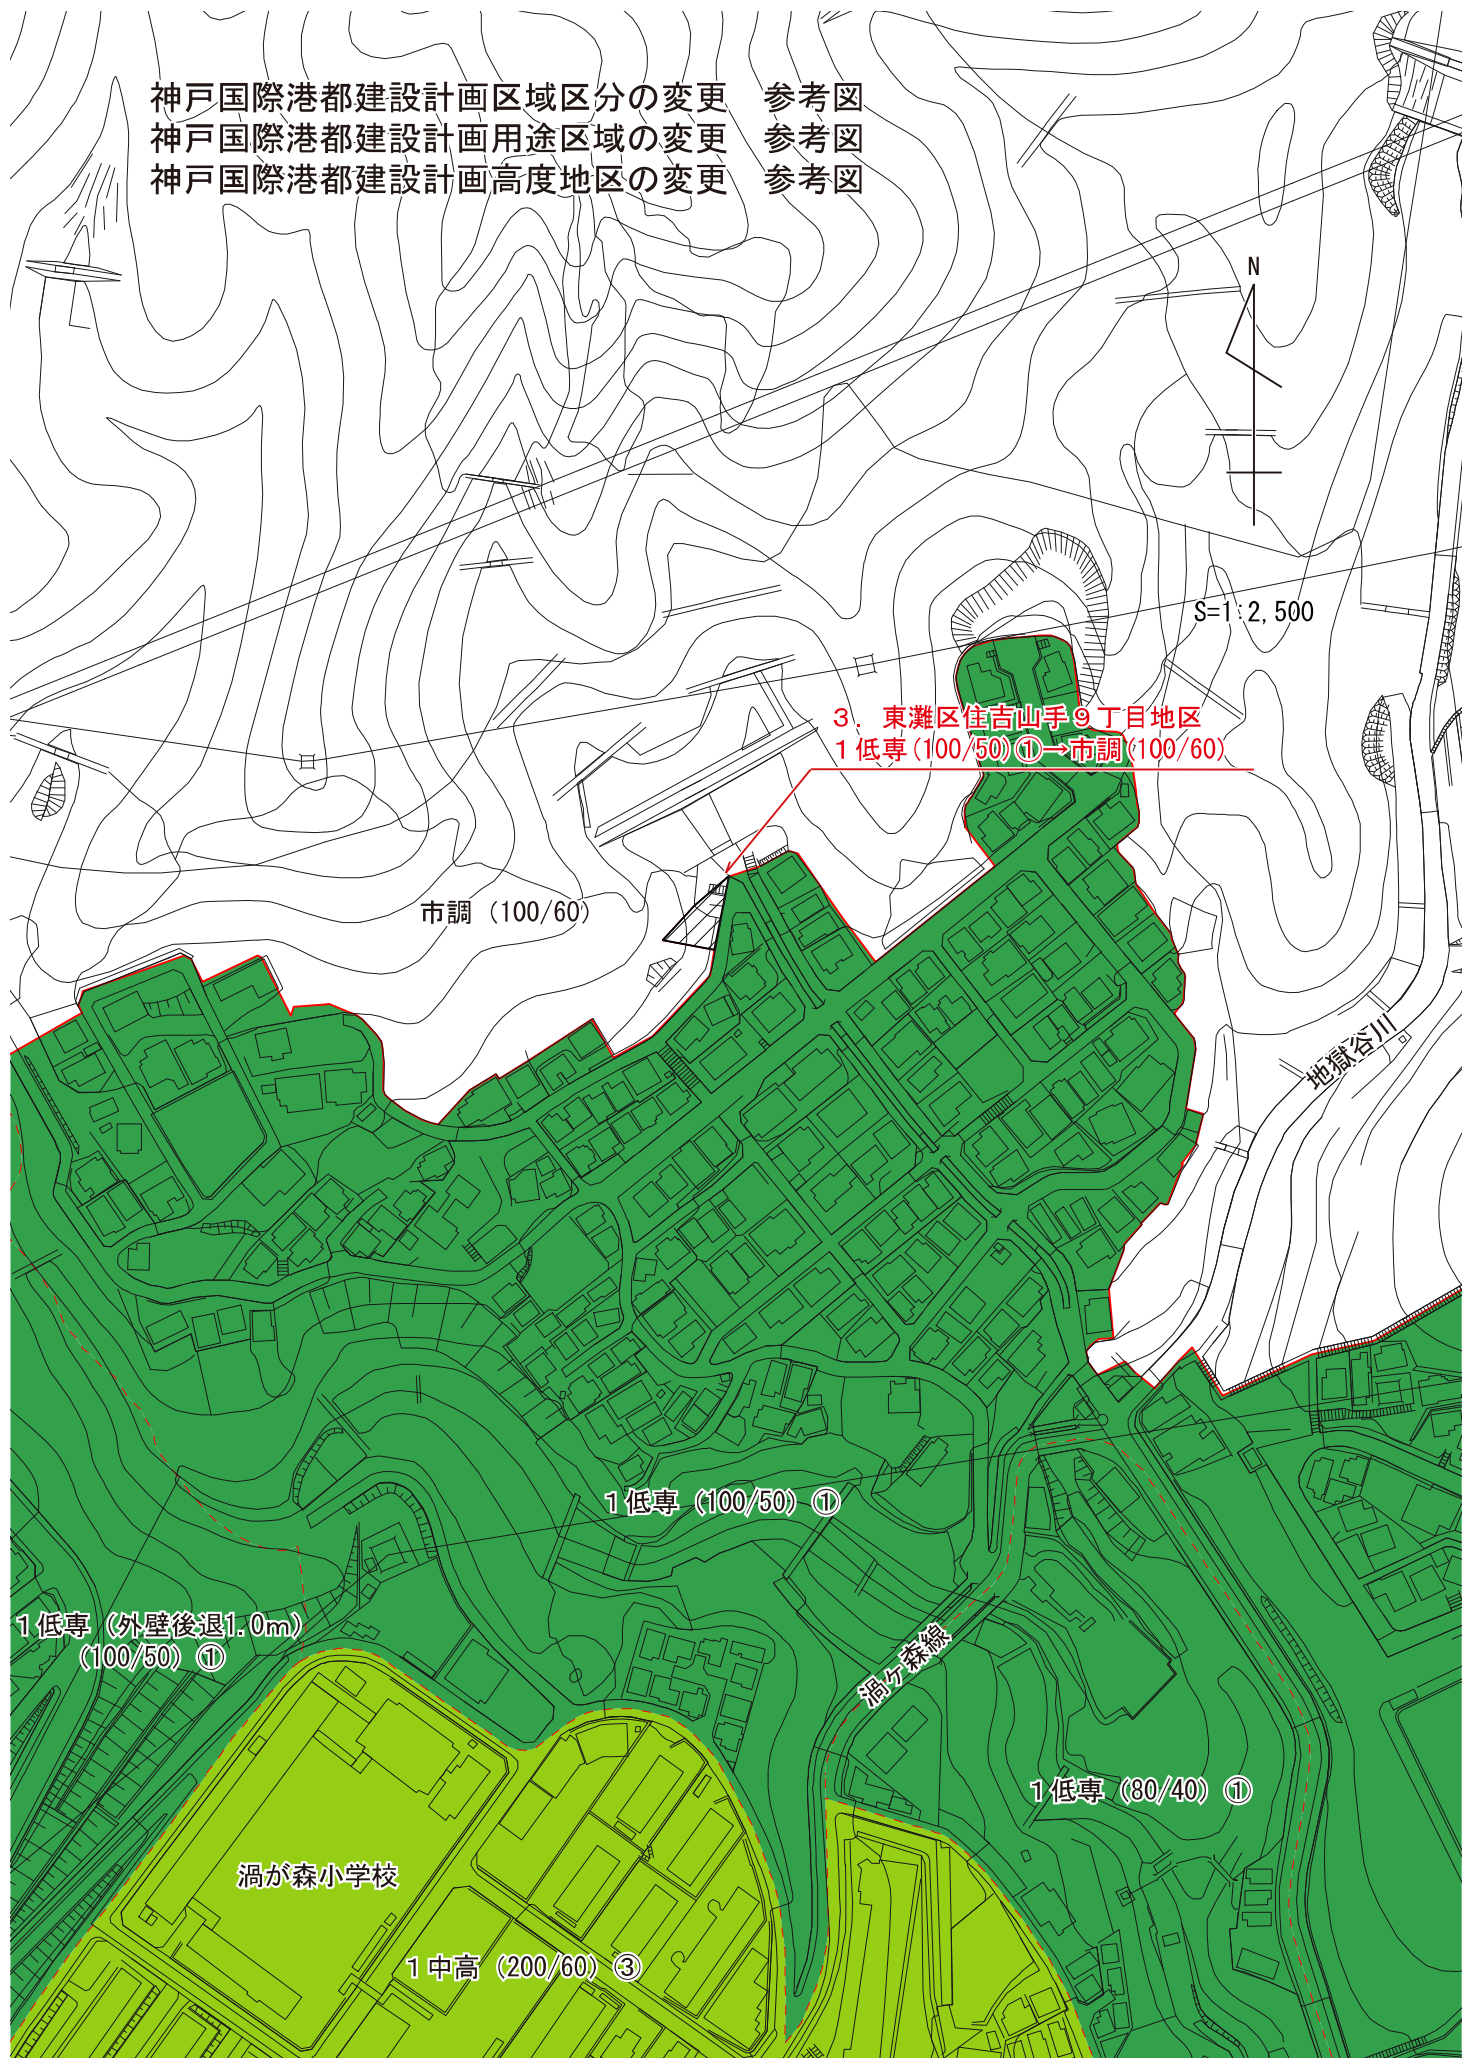 神戸国際港都建設計画区域区分の変更　参考図
神戸国際港都建設計画用途区域の変更　参考図
神戸国際港都建設計画高度地区の変更　参考図
N
S=1:2,500
３．東灘区住吉山手９丁目地区
１低専(100/50)①→市調(100/60)
市調 (100/60)
地獄谷川
１低専 (100/50) ①
１低専 (外壁後退1.0m)
(100/50) ①
渦ヶ森線
１低専 (80/40) ①
渦が森小学校
１中高 (200/60) ③